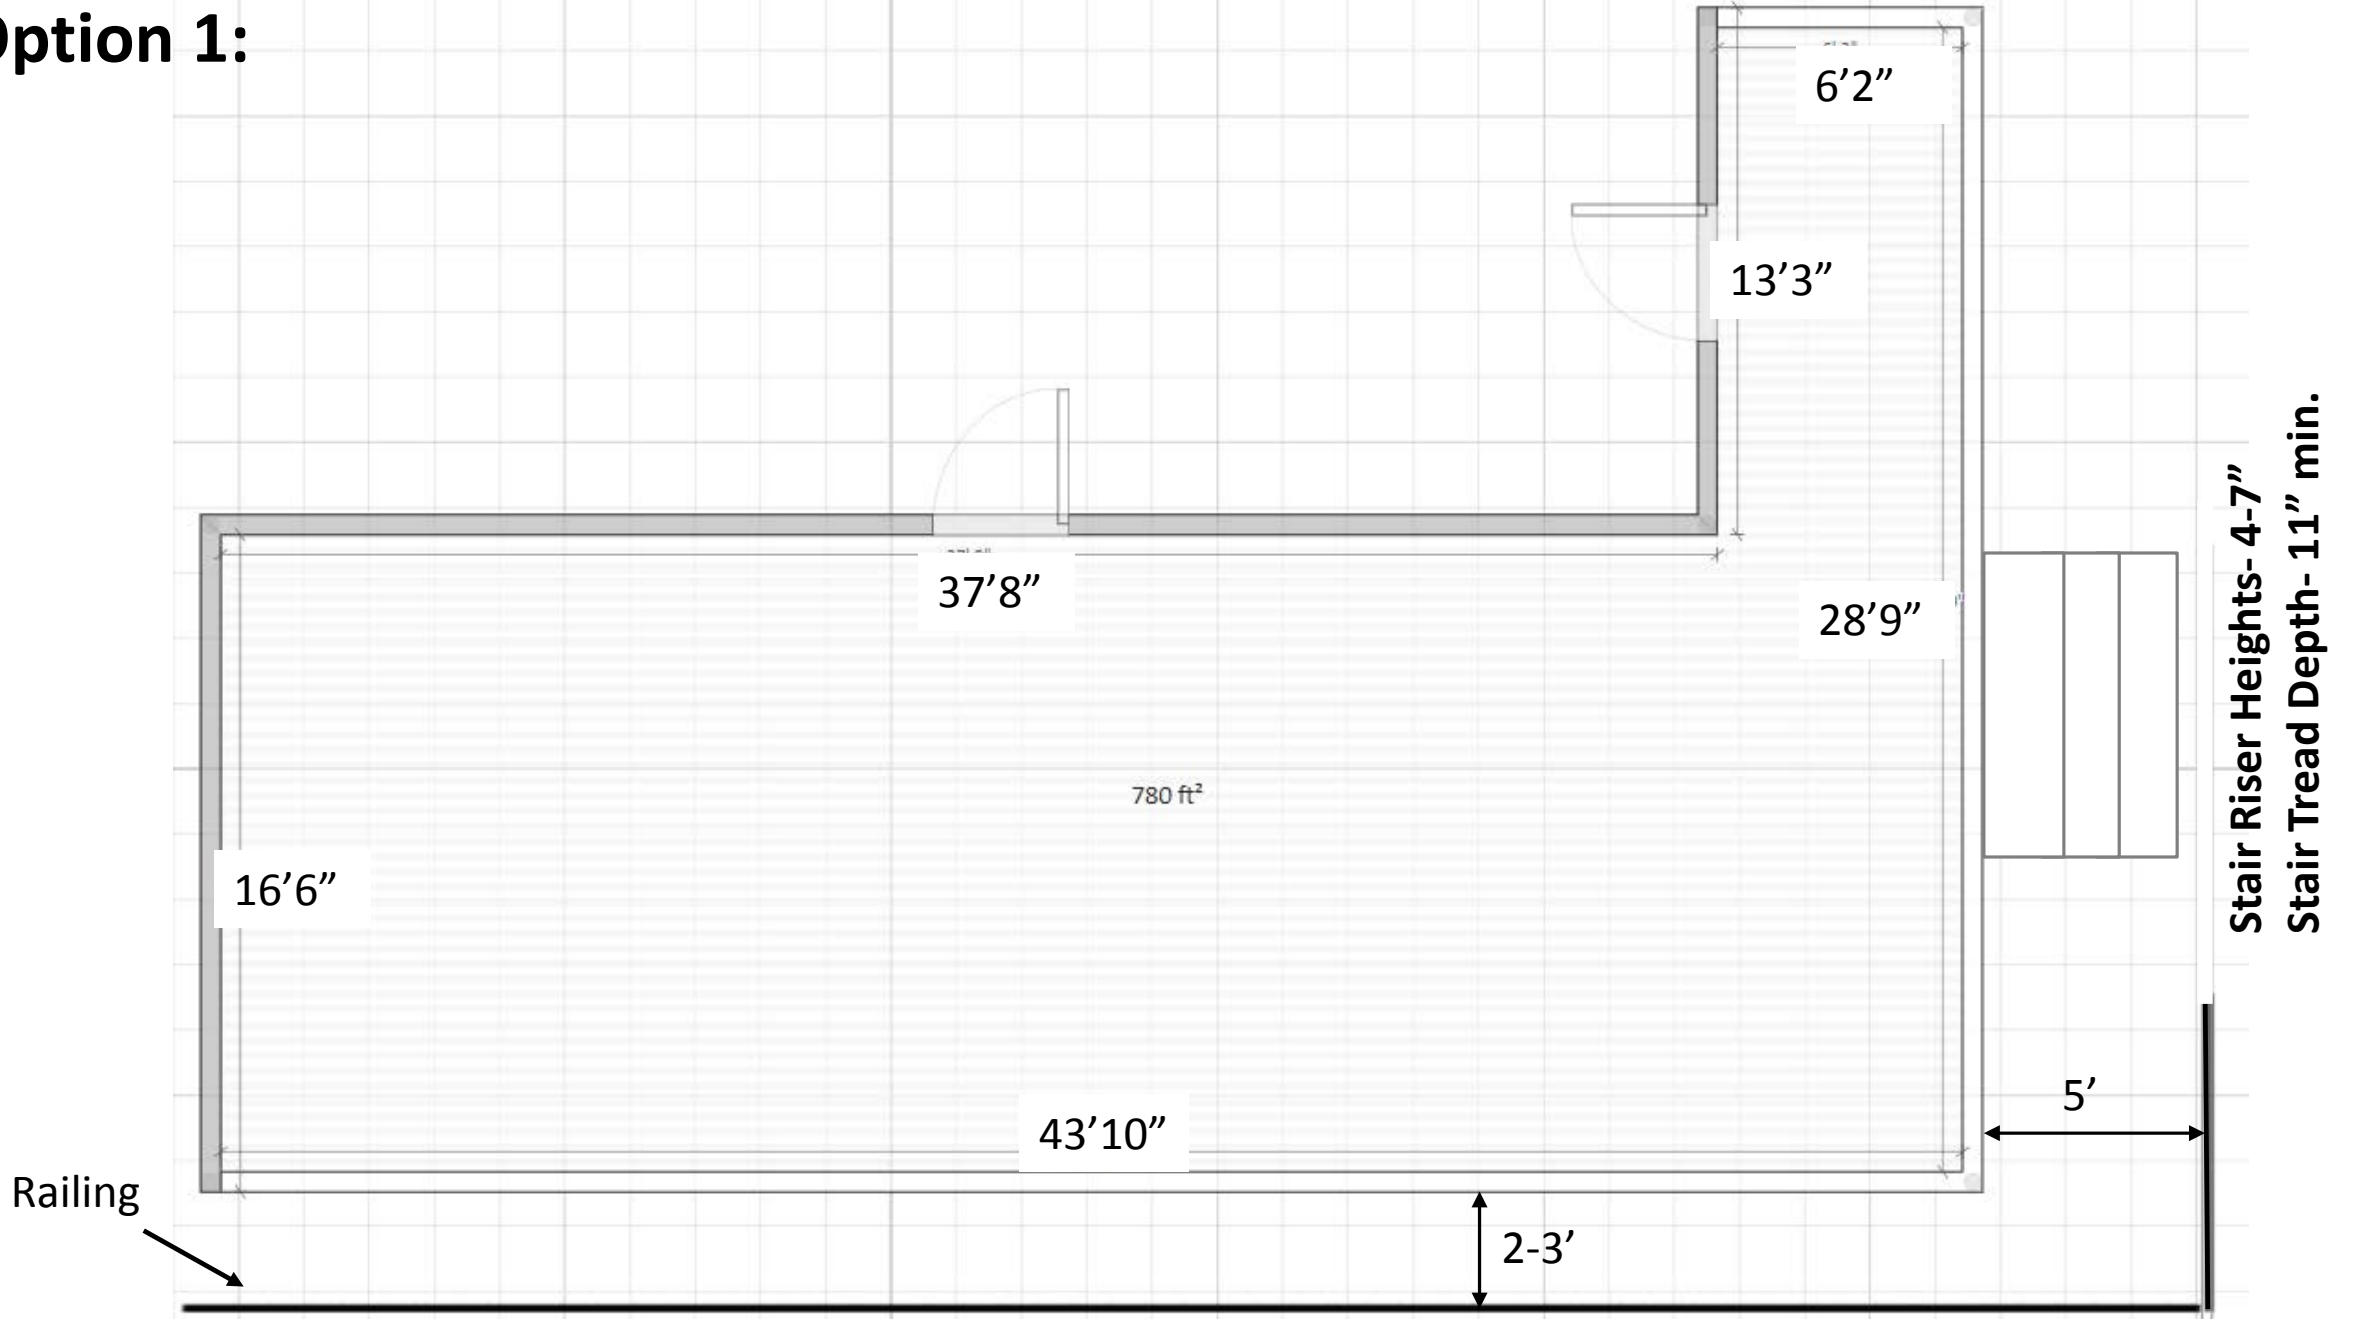 Option 1:
6’2”
13’3”
37’8”
28’9”
780 ft²
16’6”
43’10”
5’
Railing
2-3’
Stair Riser Heights- 4-7”
Stair Tread Depth- 11” min.